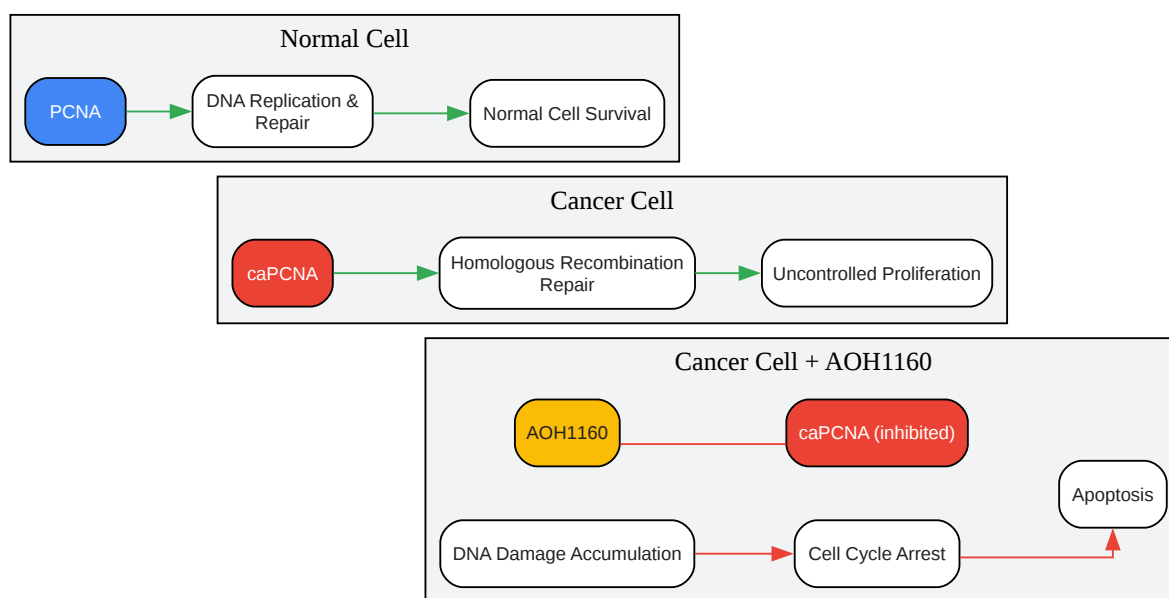 Normal Cell
PCNA
DNA Replication &
Repair
Normal Cell Survival
Cancer Cell
caPCNA
Homologous Recombination
Repair
Uncontrolled Proliferation
Cancer Cell + AOH1160
AOH1160
caPCNA (inhibited)
Apoptosis
DNA Damage Accumulation
Cell Cycle Arrest